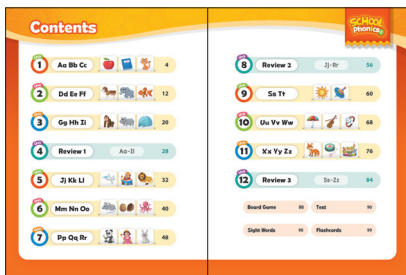 Contents
SCHOOL
Phonics
1 Aa Bb Cc 4
2 Dd Ee Ff 12
3 Gg Hh Ii 20
4 Review 1 Aa-Ii 28
5 Jj Kk Ll 32
6 Mm Nn Oo 40
7 Pp Qq Rr 48
8 Review 2 Jj-Rr 56
9 Ss Tt 60
10 Uu Vv Ww 68
11 Xx Yy Zz 76
12 Review 3 Ss-Zz 84
Board Game 88
Test 90
Sight Words 98
Flashcards 99